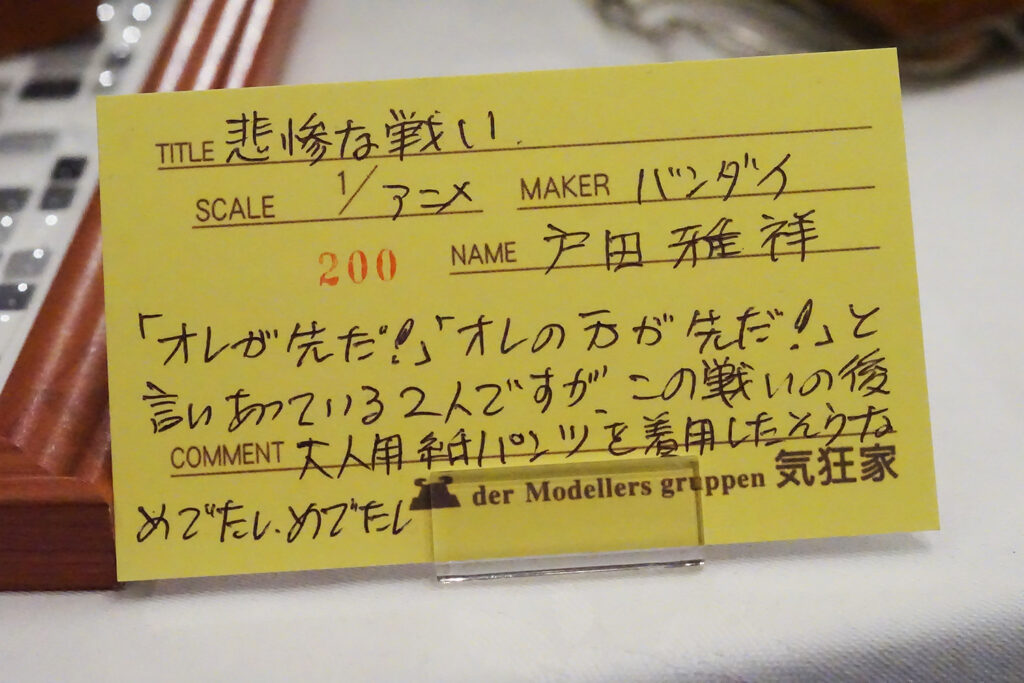 TITLE 悲惨な戦い.
SCALE 1/アニメ MAKER バンダイ
200 NAME 戸田雅祥
「オレが先だ!」「オレの方が先だ!」と
言いあっている2人ですが、この戦いの後
COMMENT 大人用紙パンツを着用したそうな
der Modellers gruppen 気狂家
めでたし、めでたし